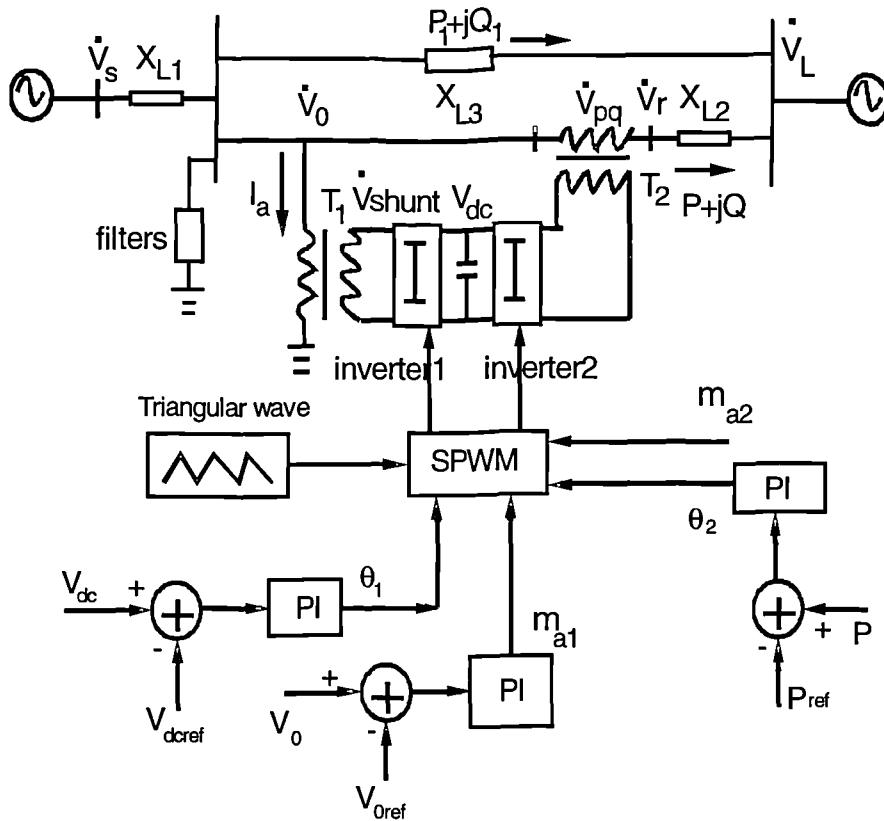 P1+jQ1
V̇s
XL1
V̇L
V̇0
XL3
V̇pq
V̇r
XL2
Ia
T1
V̇shunt
Vdc
T2
P+jQ
filters
inverter1
inverter2
ma2
Triangular wave
SPWM
PI
θ2
Vdc
+
-
PI
θ1
ma1
+
-
P
Vdcref
V0
+
-
PI
Pref
V0ref